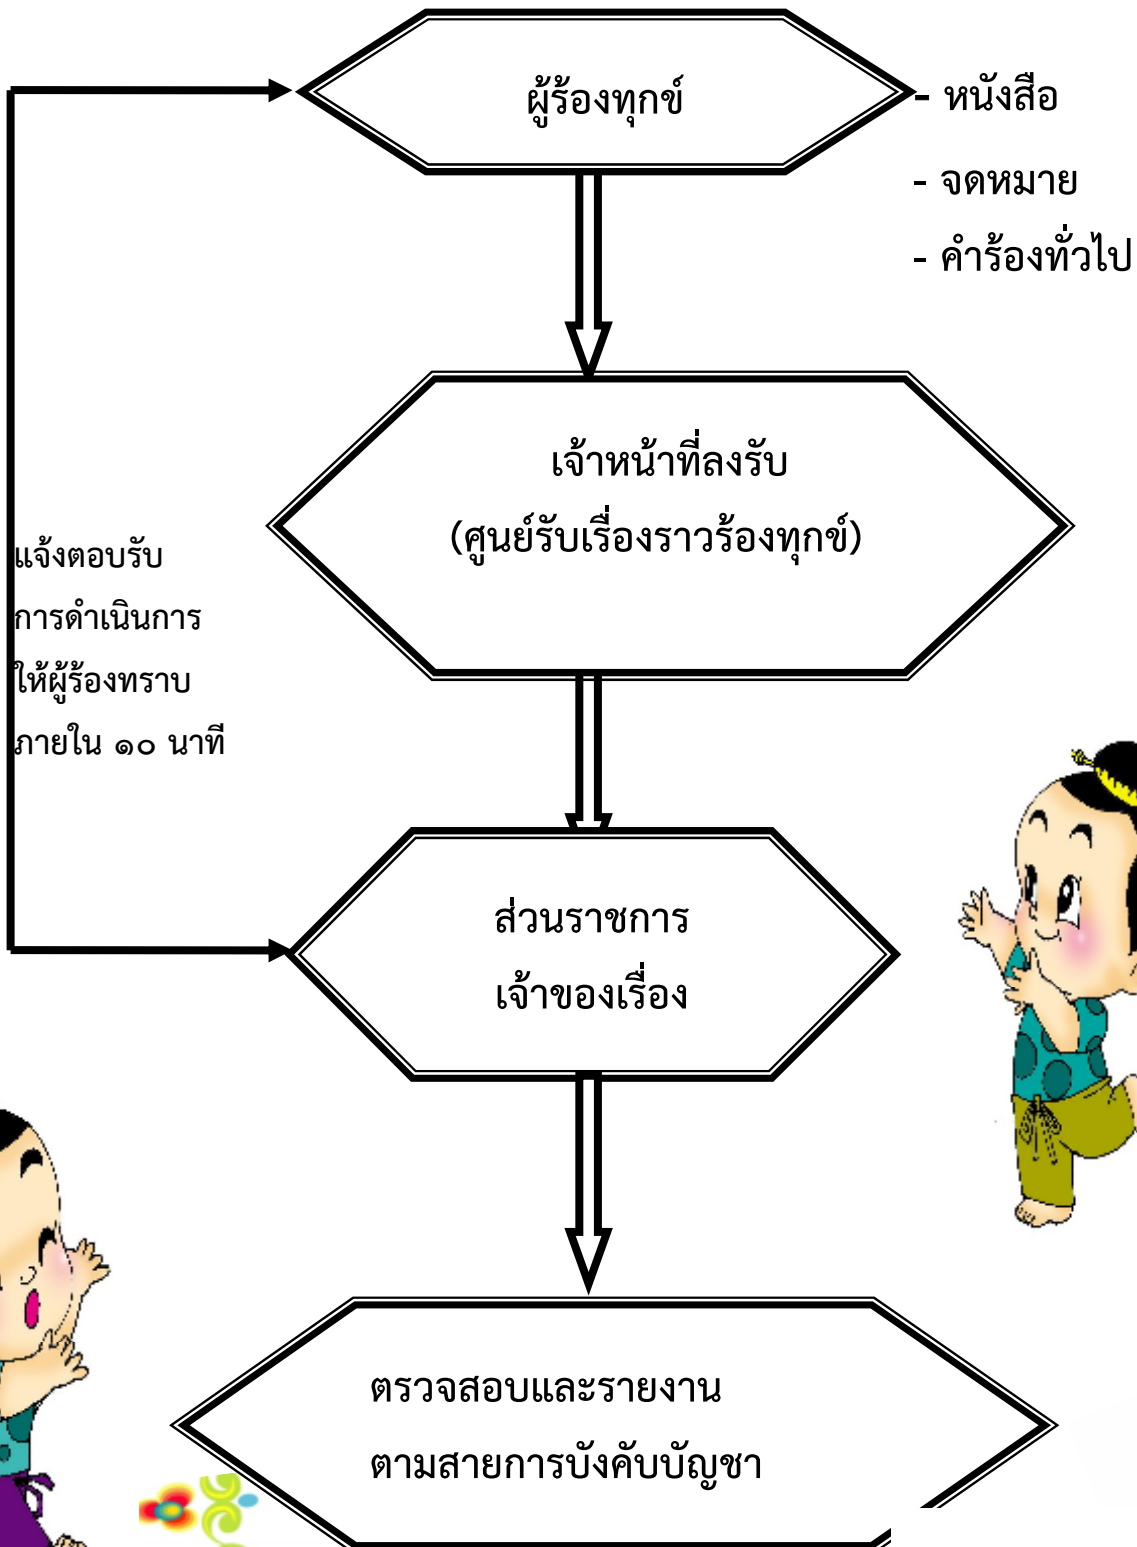 ผู้ร้องทุกข์
- หนังสือ
- จดหมาย
- คำร้องทั่วไป
เจ้าหน้าที่ลงรับ
(ศูนย์รับเรื่องราวร้องทุกข์)
แจ้งตอบรับ
การดำเนินการ
ให้ผู้ร้องทราบ
ภายใน ๑๐ นาที
ส่วนราชการ
เจ้าของเรื่อง
ตรวจสอบและรายงาน
ตามสายการบังคับบัญชา